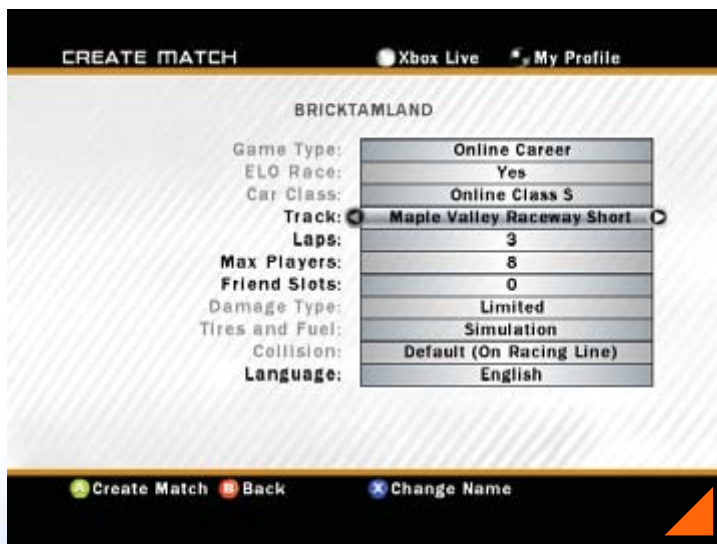 CREATE MATCH Xbox Live My Profile
BRICKTAMLAND
Game Type: Online Career
ELO Race: Yes
Car Class: Online Class S
Track: Maple Valley Raceway Short
Laps: 3
Max Players: 8
Friend Slots: 0
Damage Type: Limited
Tires and Fuel: Simulation
Collision: Default (On Racing Line)
Language: English
A Create Match B Back X Change Name